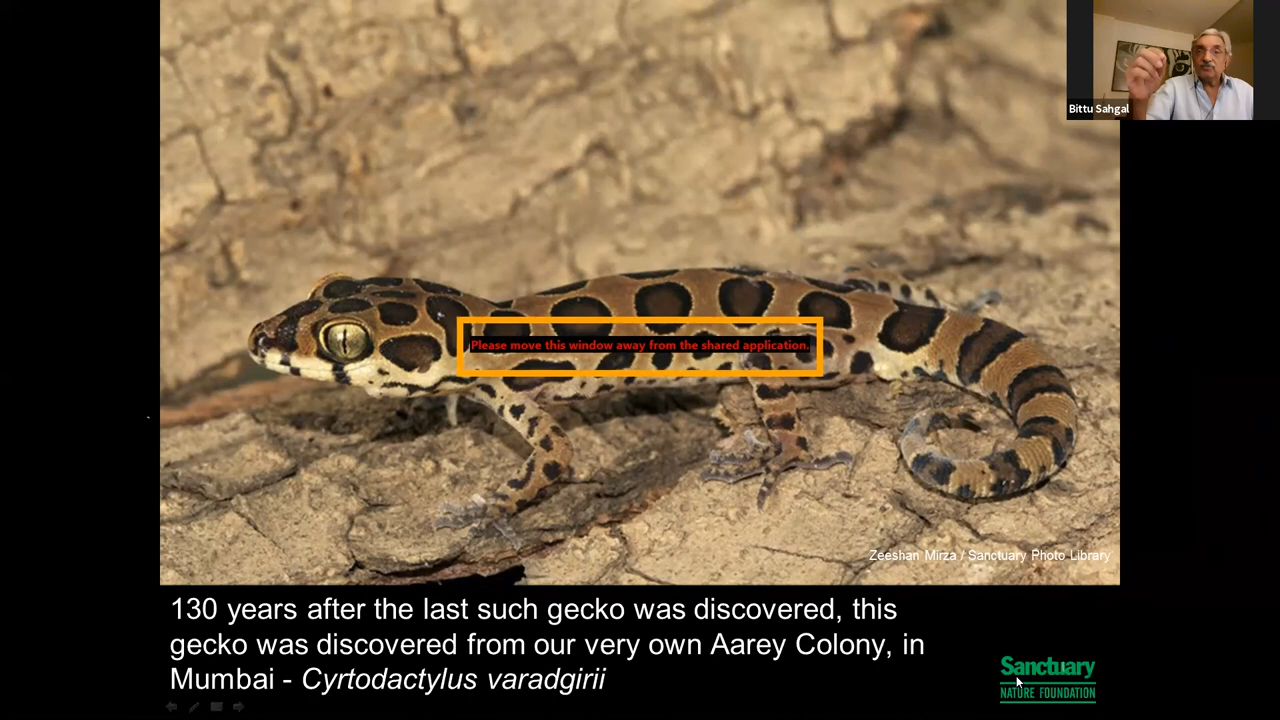 Bittu Sahgal
Please move this window away from the shared application.
Zeeshan Mirza / Sanctuary Photo Library
130 years after the last such gecko was discovered, this
gecko was discovered from our very own Aarey Colony, in
Mumbai - Cyrtodactylus varadgirii
Sanctuary
NATURE FOUNDATION